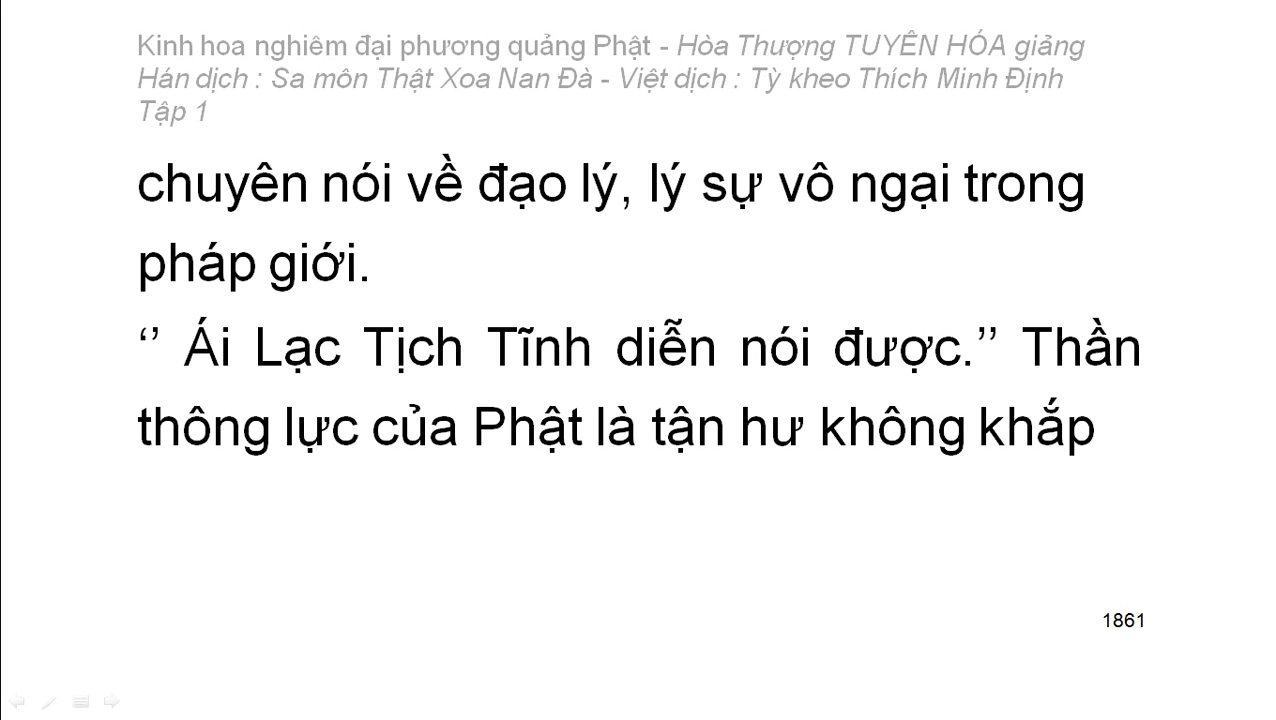 Kinh hoa nghiêm đại phương quảng Phật - Hòa Thượng TUYÊN HÓA giảng
Hán dịch : Sa môn Thật Xoa Nan Đà - Việt dịch : Tỳ kheo Thích Minh Định
Tập 1
chuyên nói về đạo lý, lý sự vô ngại trong
pháp giới.
‘’ Ái Lạc Tịch Tĩnh diễn nói được.’’ Thần
thông lực của Phật là tận hư không khắp
1861